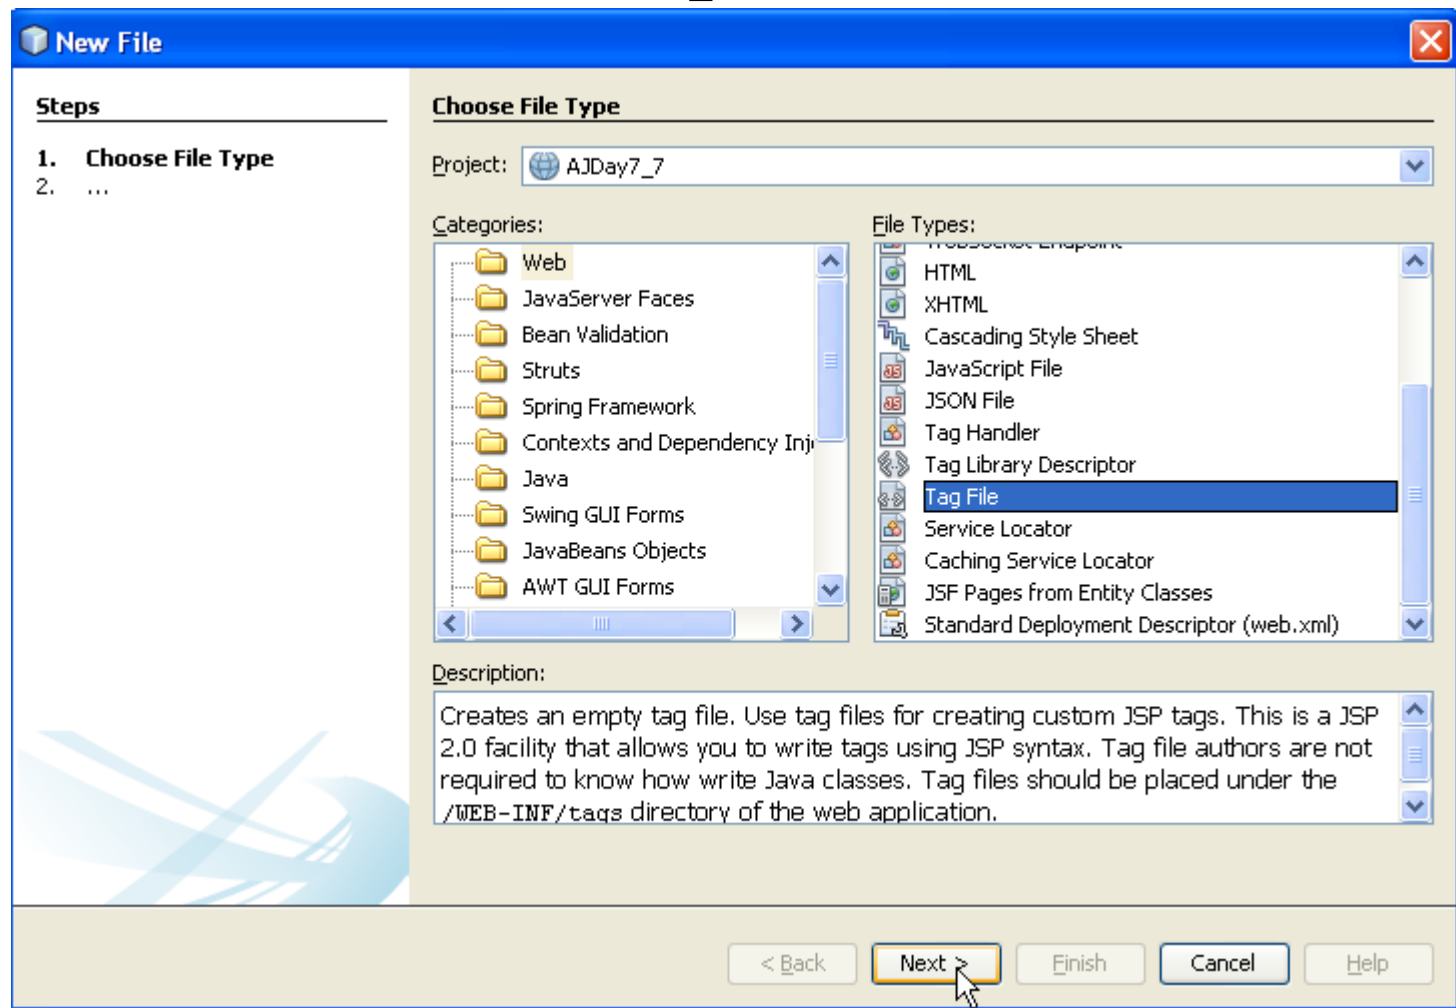 New File
Steps
1. Choose File Type
2. ...
Choose File Type
Project: AJDay7_7
Categories:
Web
JavaServer Faces
Bean Validation
Struts
Spring Framework
Contexts and Dependency Inj
Java
Swing GUI Forms
JavaBeans Objects
AWT GUI Forms
File Types:
WebSocket Endpoint
HTML
XHTML
Cascading Style Sheet
JavaScript File
JSON File
Tag Handler
Tag Library Descriptor
Tag File
Service Locator
Caching Service Locator
JSF Pages from Entity Classes
Standard Deployment Descriptor (web.xml)
Description:
Creates an empty tag file. Use tag files for creating custom JSP tags. This is a JSP
2.0 facility that allows you to write tags using JSP syntax. Tag file authors are not
required to know how write Java classes. Tag files should be placed under the
/WEB-INF/tags directory of the web application.
< Back
Next >
Finish
Cancel
Help